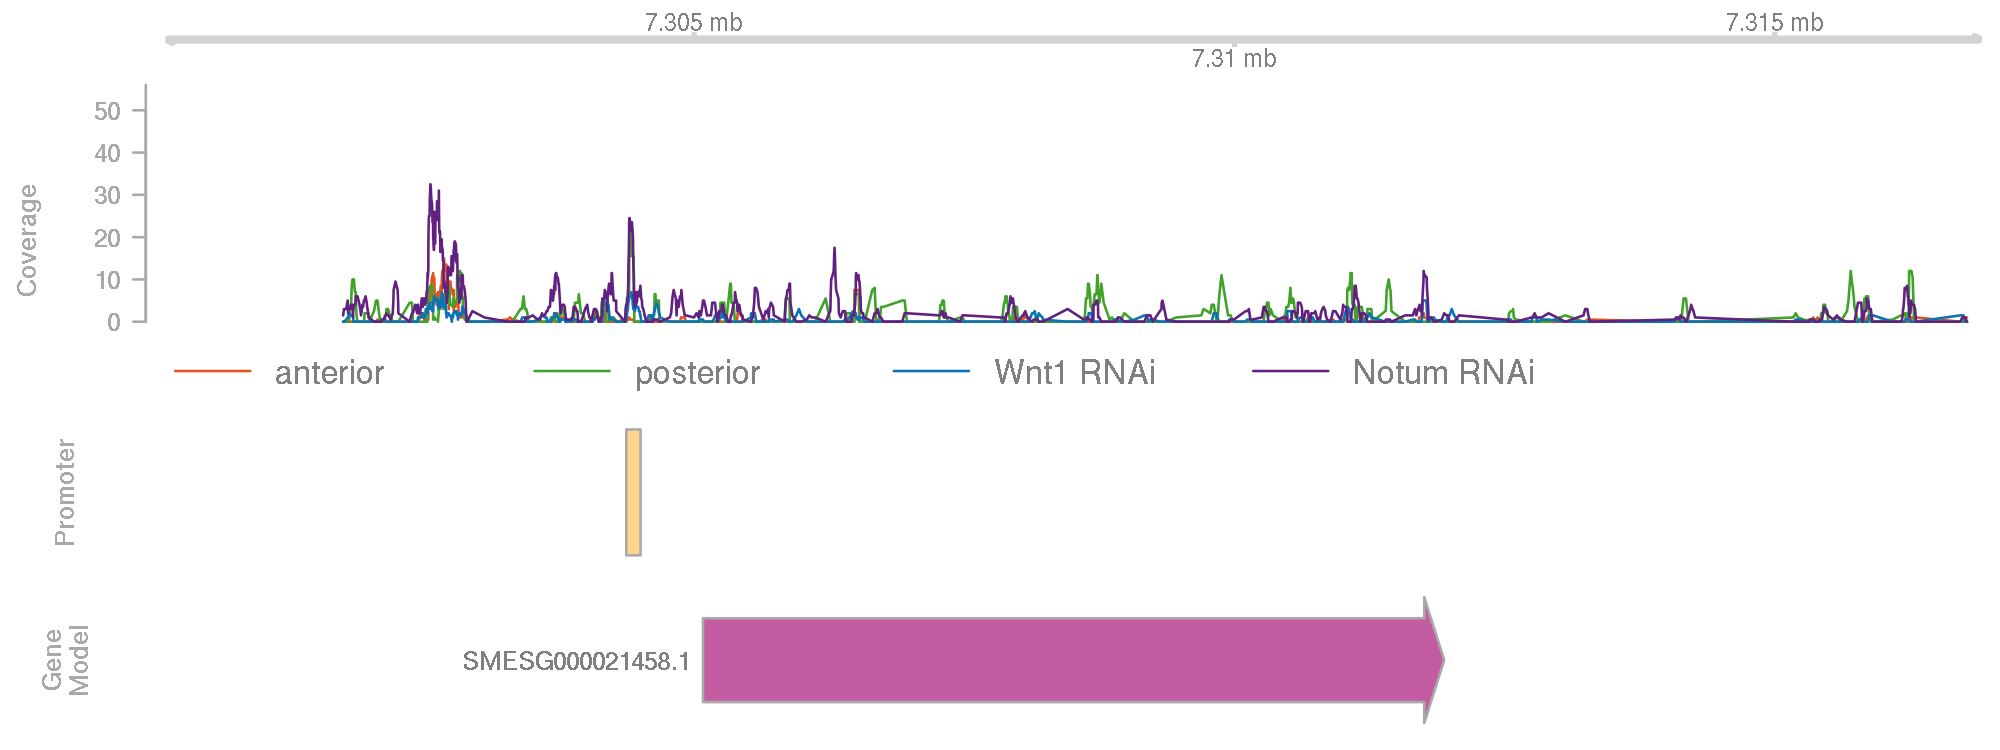 7.305 mb
7.315 mb
7.31 mb
Coverage
50
40
30
20
10
0
anterior
posterior
Wnt1 RNAi
Notum RNAi
Promoter
Gene
Model
SMESG000021458.1